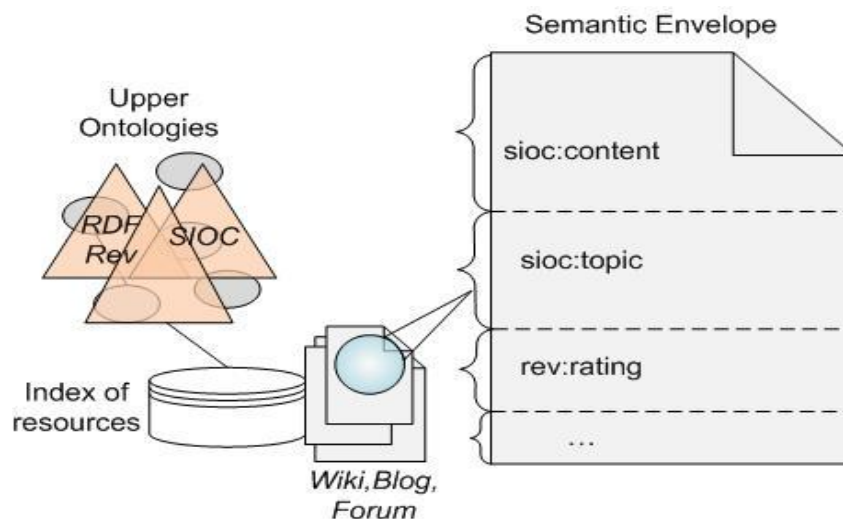 Semantic Envelope
Upper
Ontologies
RDF
Rev
SIOC
sioc:content
sioc:topic
rev:rating
...
Index of
resources
Wiki,Blog,
Forum